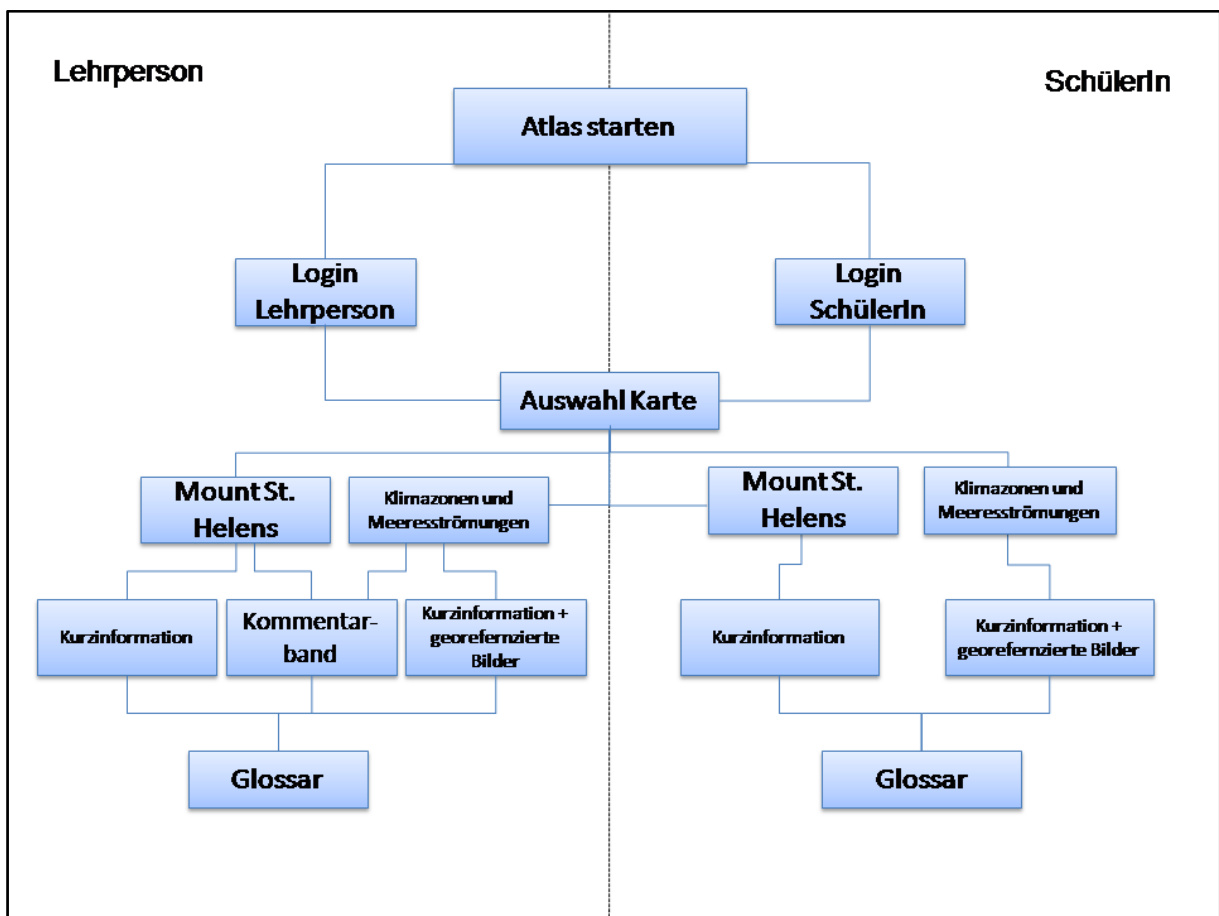 Lehrperson
SchülerIn
Atlas starten
Login
Lehrperson
Login
SchülerIn
Auswahl Karte
Mount St.
Helens
Klimazonen und
Meeresströmungen
Mount St.
Helens
Klimazonen und
Meeresströmungen
Kurzinformation
Kommentar-
band
Kurzinformation +
georefernzierte
Bilder
Kurzinformation
Kurzinformation +
georefernzierte Bilder
Glossar
Glossar